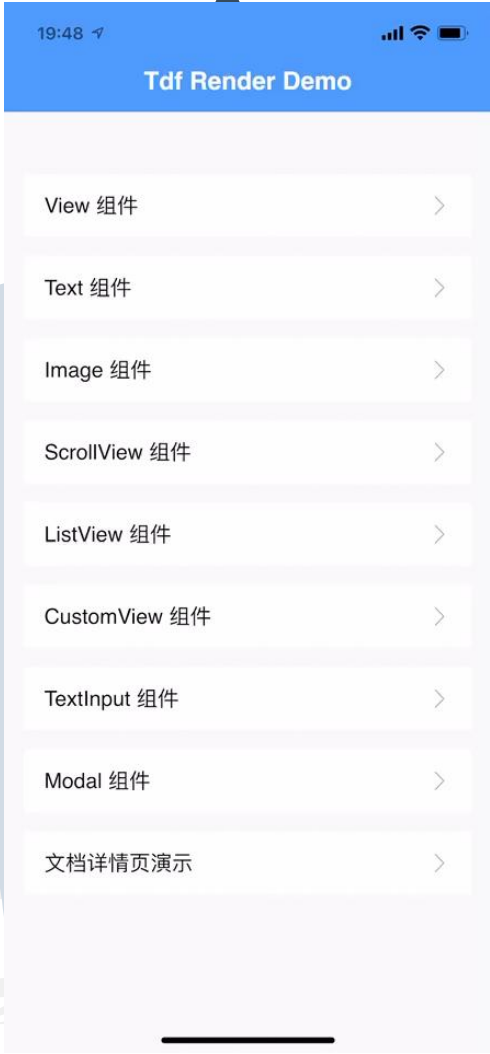 19:48
Tdf Render Demo
View 组件
Text 组件
Image 组件
ScrollView 组件
ListView 组件
CustomView 组件
TextInput 组件
Modal 组件
文档详情页演示